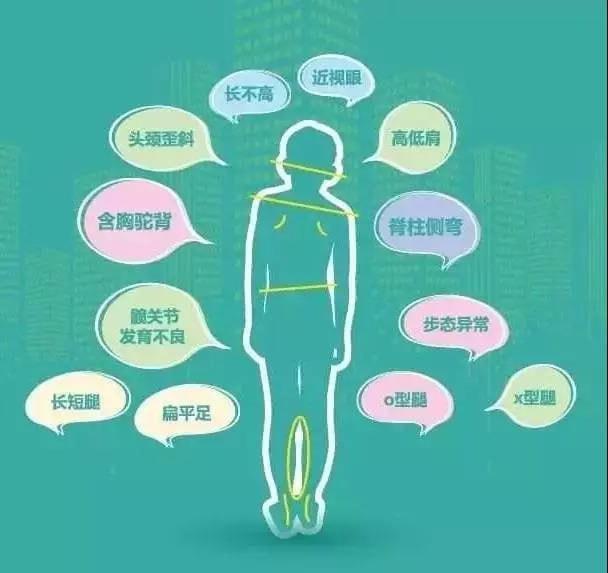 近视眼
长不高
头颈歪斜
高低肩
含胸驼背
脊柱侧弯
髋关节
发育不良
步态异常
长短腿
扁平足
o型腿
x型腿